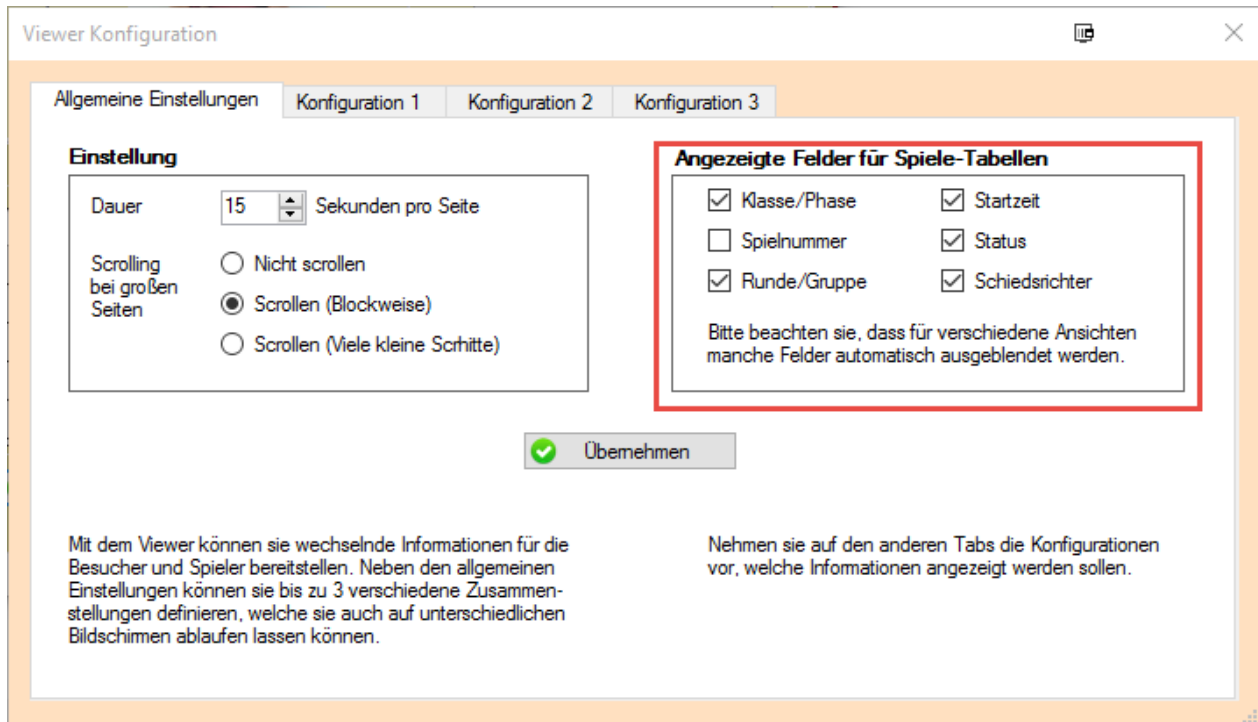 Viewer Konfiguration
Allgemeine Einstellungen
Konfiguration 1
Konfiguration 2
Konfiguration 3
Einstellung
Dauer
15
Sekunden pro Seite
Scrolling
bei großen
Seiten
Nicht scrollen
Scrollen (Blockweise)
Scrollen (Viele kleine Scrhitte)
Angezeigte Felder für Spiele-Tabellen
Klasse/Phase
Startzeit
Spielnummer
Status
Runde/Gruppe
Schiedsrichter
Bitte beachten sie, dass für verschiedene Ansichten
manche Felder automatisch ausgeblendet werden.
Übernehmen
Mit dem Viewer können sie wechselnde Informationen für die
Besucher und Spieler bereitstellen. Neben den allgemeinen
Einstellungen können sie bis zu 3 verschiedene Zusammen-
stellungen definieren, welche sie auch auf unterschiedlichen
Bildschirmen ablaufen lassen können.
Nehmen sie auf den anderen Tabs die Konfigurationen
vor, welche Informationen angezeigt werden sollen.